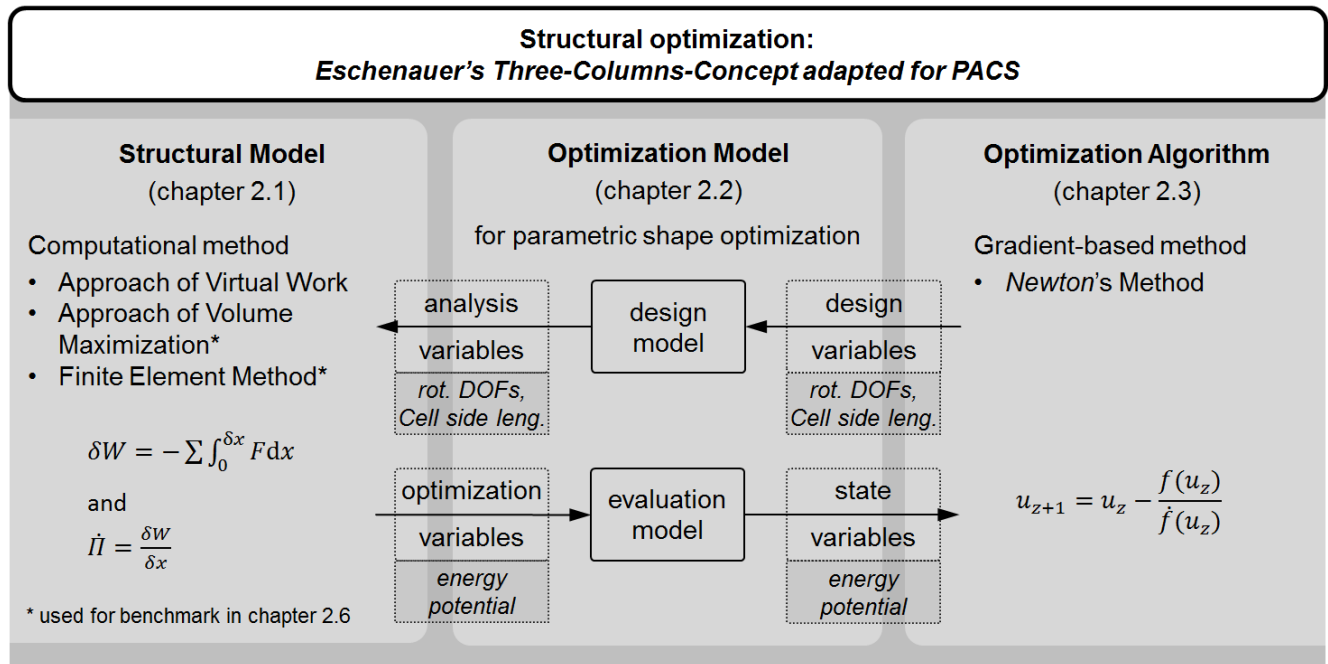 Structural optimization:
Eschenauer's Three-Columns-Concept adapted for PACS
Structural Model
(chapter 2.1)
Computational method
• Approach of Virtual Work
• Approach of Volume
Maximization*
• Finite Element Method*
δW = −∑ ∫₀^δx Fdx
and
Π̇ = δW/δx
* used for benchmark in chapter 2.6
Optimization Model
(chapter 2.2)
for parametric shape optimization
analysis
variables
rot. DOFs,
Cell side leng.
design
model
design
variables
rot. DOFs,
Cell side leng.
optimization
variables
energy
potential
evaluation
model
state
variables
energy
potential
Optimization Algorithm
(chapter 2.3)
Gradient-based method
• Newton's Method
u_{z+1} = u_z − f(u_z)/ḟ(u_z)